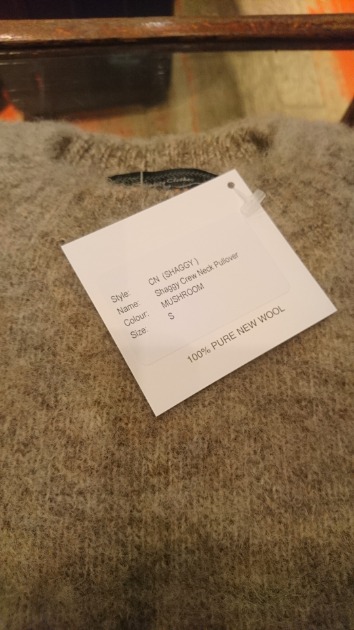 Style: CN (SHAGGY)
Name: Shaggy Crew Neck Pullover
Colour: MUSHROOM
Size: S
100% PURE NEW WOOL